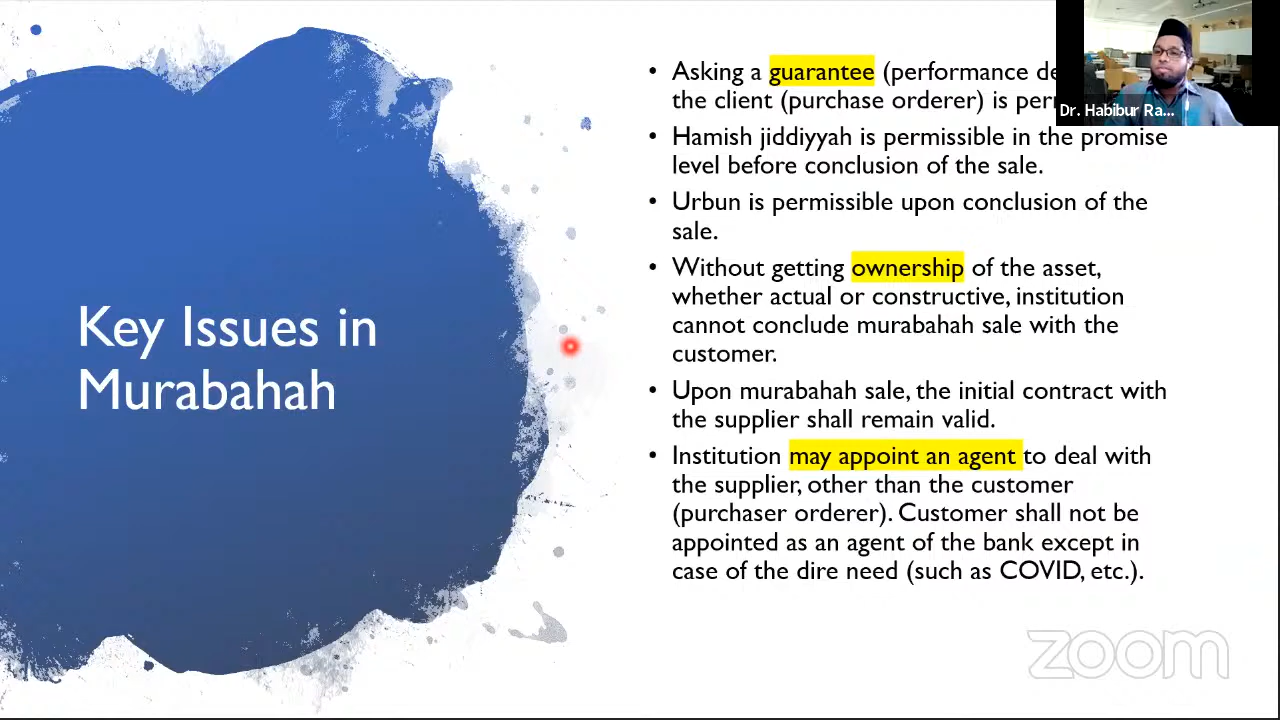 Key Issues in
Murabahah
• Asking a guarantee (performance
the client (purchase orderer) is
• Hamish jiddiyyah is permissible in the promise
level before conclusion of the sale.
• Urbun is permissible upon conclusion of the
sale.
• Without getting ownership of the asset,
whether actual or constructive, institution
cannot conclude murabahah sale with the
customer.
• Upon murabahah sale, the initial contract with
the supplier shall remain valid.
• Institution may appoint an agent to deal with
the supplier, other than the customer
(purchaser orderer). Customer shall not be
appointed as an agent of the bank except in
case of the dire need (such as COVID, etc.).
Dr. Habibur Ra...
zoom